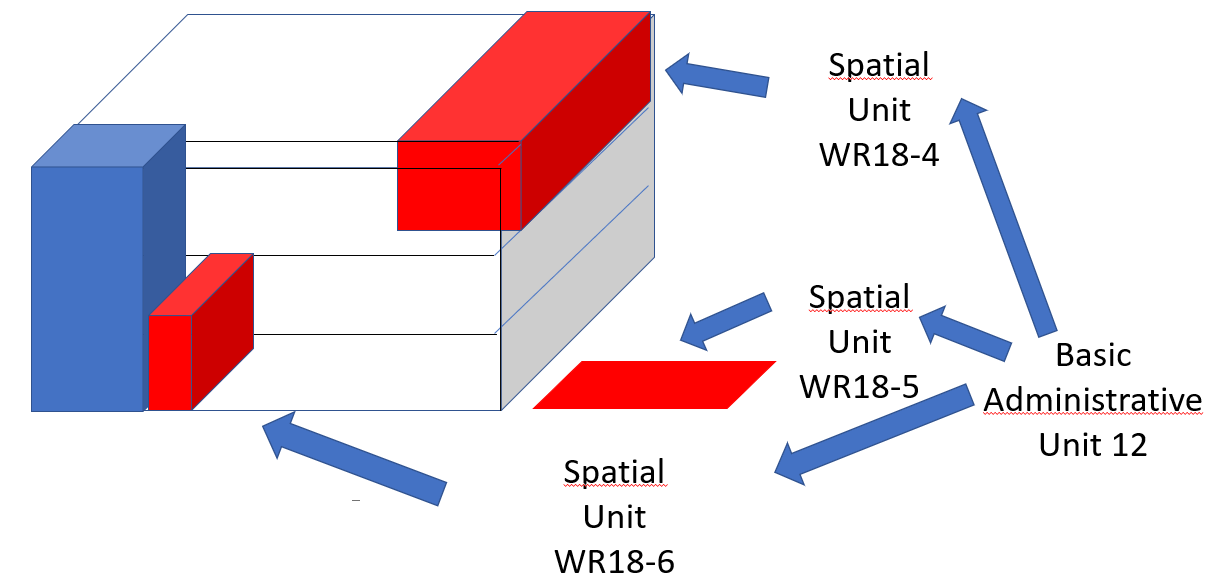 Spatial
Unit
WR18-4
Spatial
Unit
WR18-5
Basic
Administrative
Unit 12
Spatial
Unit
WR18-6